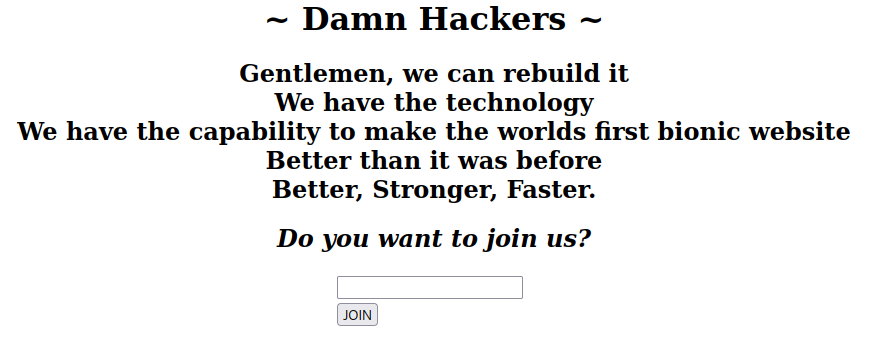 ~ Damn Hackers ~
Gentlemen, we can rebuild it
We have the technology
We have the capability to make the worlds first bionic website
Better than it was before
Better, Stronger, Faster.
Do you want to join us?
JOIN